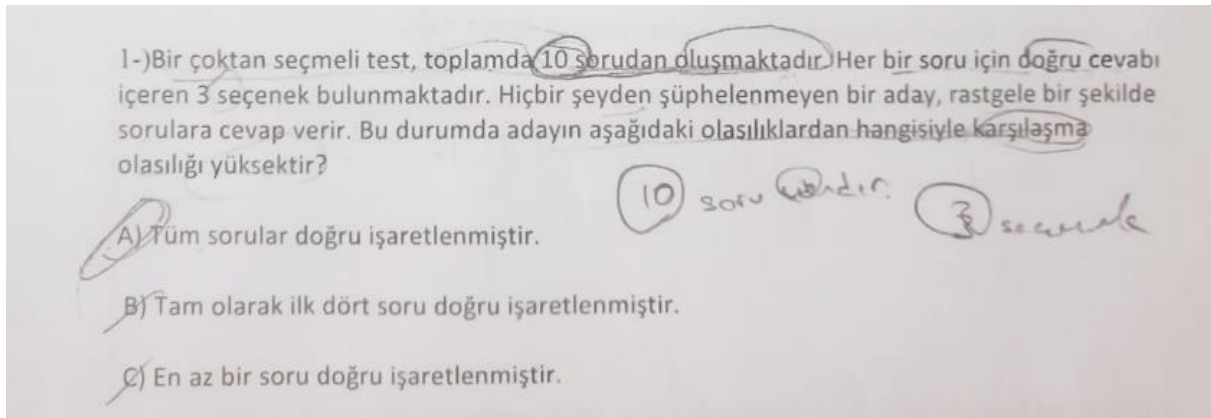 1-)Bir çoktan seçmeli test, toplamda 10 sorudan oluşmaktadır. Her bir soru için doğru cevabı
içeren 3 seçenek bulunmaktadır. Hiçbir şeyden şüphelenmeyen bir aday, rastgele bir şekilde
sorulara cevap verir. Bu durumda adayın aşağıdaki olasılıklardan hangisiyle karşılaşma
olasılığı yüksektir?
10 soru
3 seçenek
A) Tüm sorular doğru işaretlenmiştir.
B) Tam olarak ilk dört soru doğru işaretlenmiştir.
C) En az bir soru doğru işaretlenmiştir.